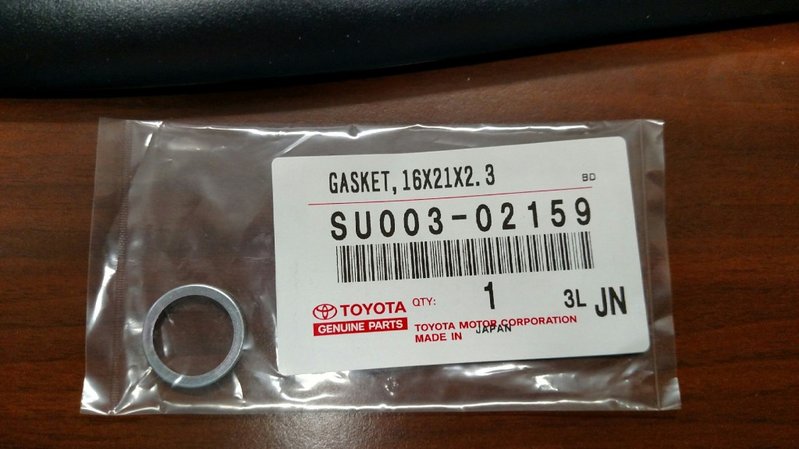 GASKET,16X21X2.3
BD
SU003-02159
TOYOTA
GENUINE PARTS
QTY: 1
3L JN
TOYOTA MOTOR CORPORATION
MADE IN JAPAN